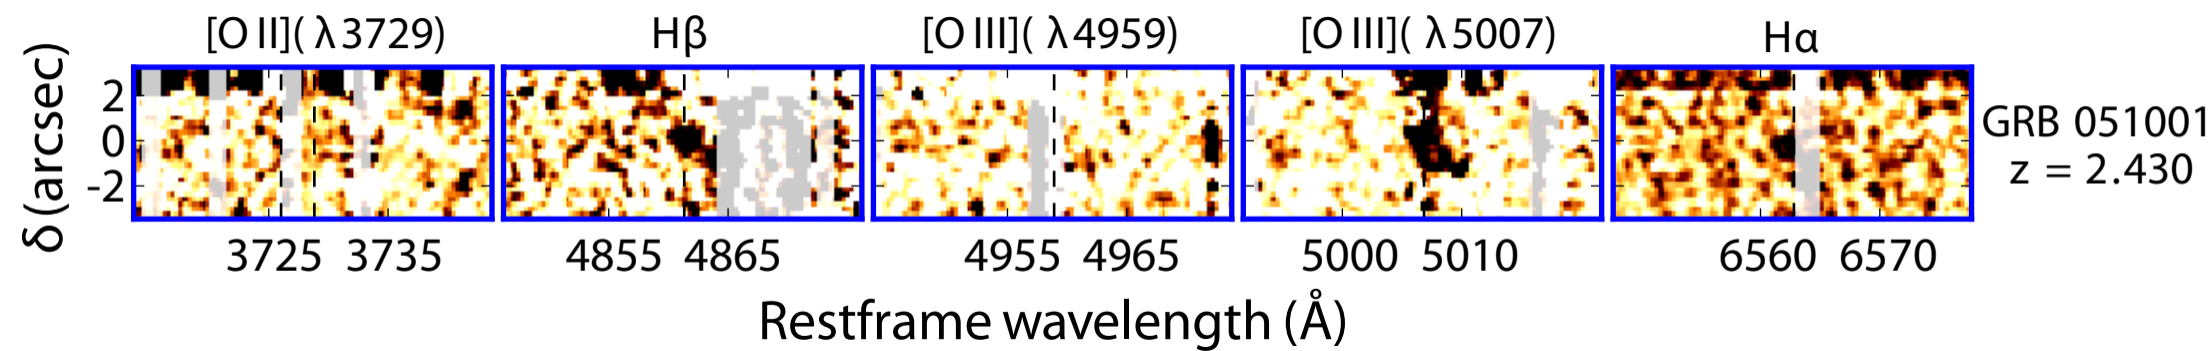 [O II]( λ3729) Hβ [O III]( λ4959) [O III]( λ5007) Hα
δ (arcsec)
2
0
-2
GRB 051001
z = 2.430
3725 3735 4855 4865 4955 4965 5000 5010 6560 6570
Restframe wavelength (Å)